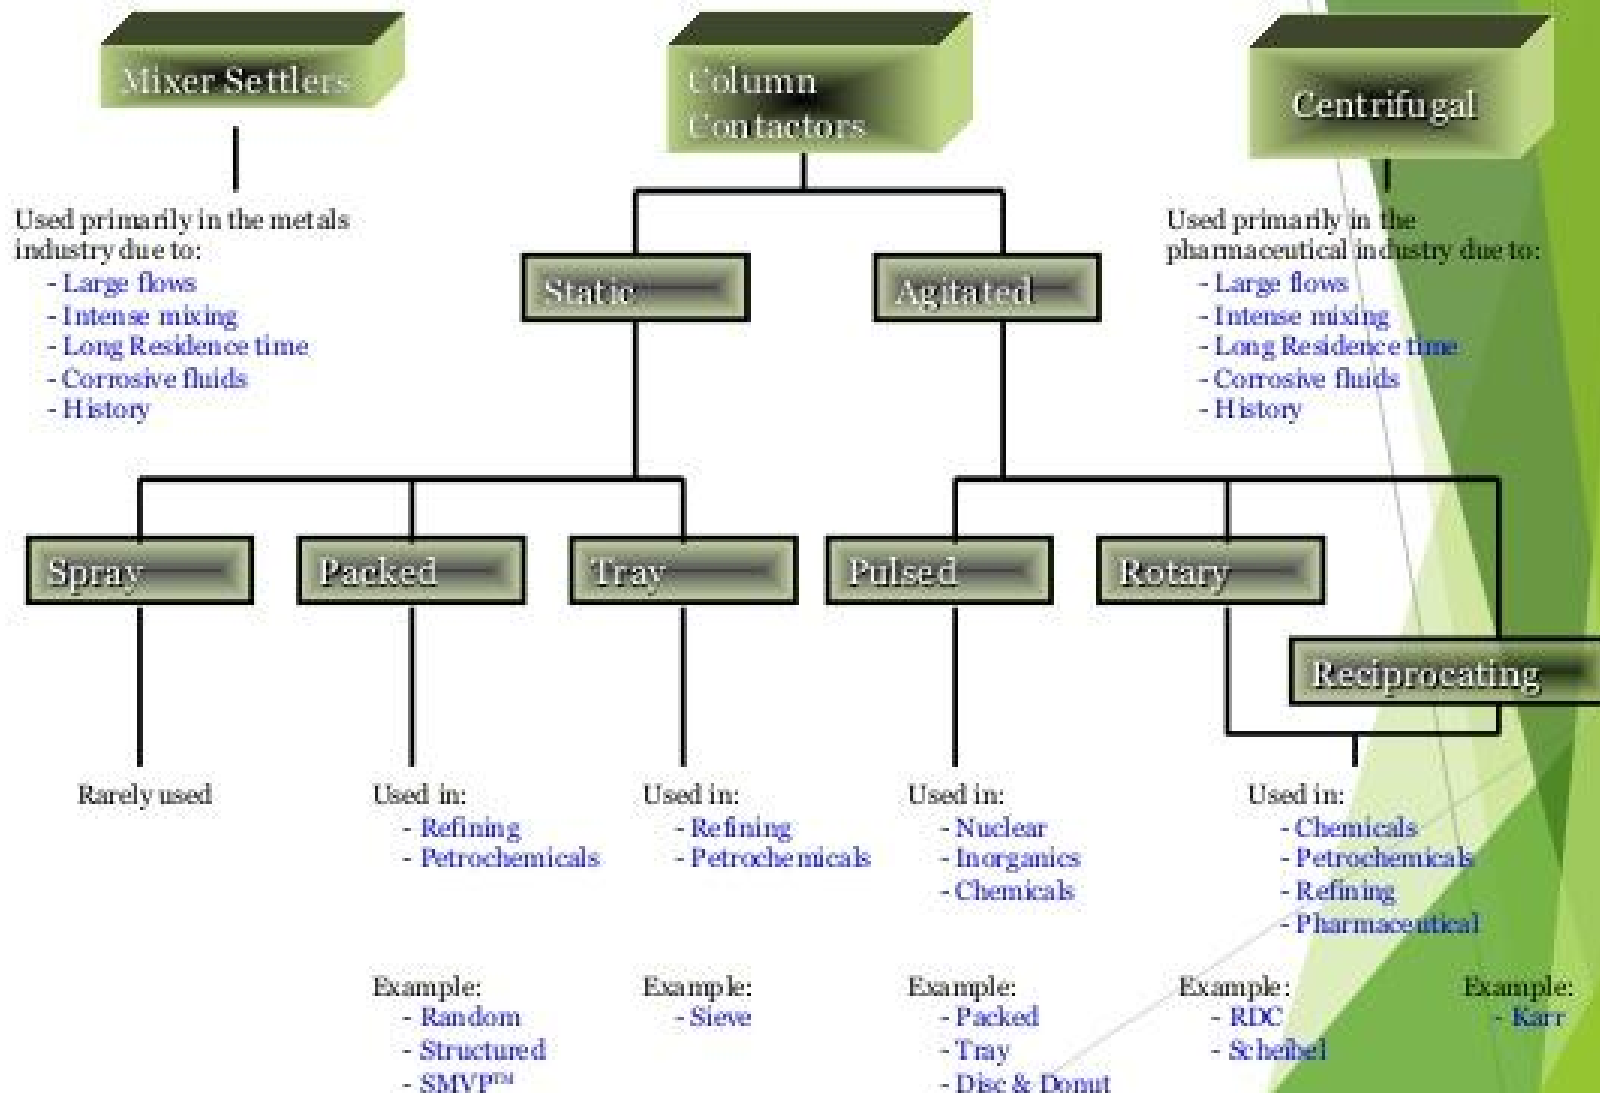 Mixer Settlers
Used primarily in the metals
industry due to:
- Large flows
- Intense mixing
- Long Residence time
- Corrosive fluids
- History
Column
Contactors
Centrifugal
Used primarily in the
pharmaceutical industry due to:
- Large flows
- Intense mixing
- Long Residence time
- Corrosive fluids
- History
Static
Agitated
Spray
Packed
Tray
Pulsed
Rotary
Reciprocating
Rarely used
Used in:
- Refining
- Petrochemicals
Used in:
- Refining
- Petrochemicals
Used in:
- Nuclear
- Inorganics
- Chemicals
Used in:
- Chemicals
- Petrochemicals
- Refining
- Pharmaceutical
Example:
- Random
- Structured
- SMVP™
Example:
- Sieve
Example:
- Packed
- Tray
- Disc & Donut
Example:
- RDC
- Scheibel
Example:
- Karr